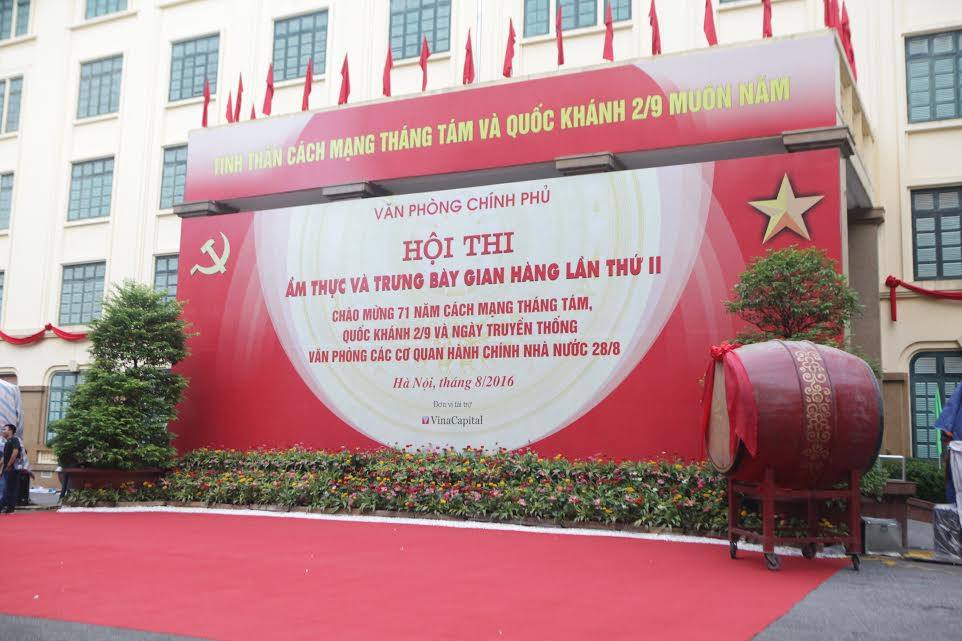 TINH THẦN CÁCH MẠNG THÁNG TÁM VÀ QUỐC KHÁNH 2/9 MUÔN NĂM
VĂN PHÒNG CHÍNH PHỦ
HỘI THI
ẨM THỰC VÀ TRƯNG BÀY GIAN HÀNG LẦN THỨ II
CHÀO MỪNG 71 NĂM CÁCH MẠNG THÁNG TÁM,
QUỐC KHÁNH 2/9 VÀ NGÀY TRUYỀN THỐNG
VĂN PHÒNG CÁC CƠ QUAN HÀNH CHÍNH NHÀ NƯỚC 28/8
Hà Nội, tháng 8/2016
Đơn vị tài trợ
VinaCapital